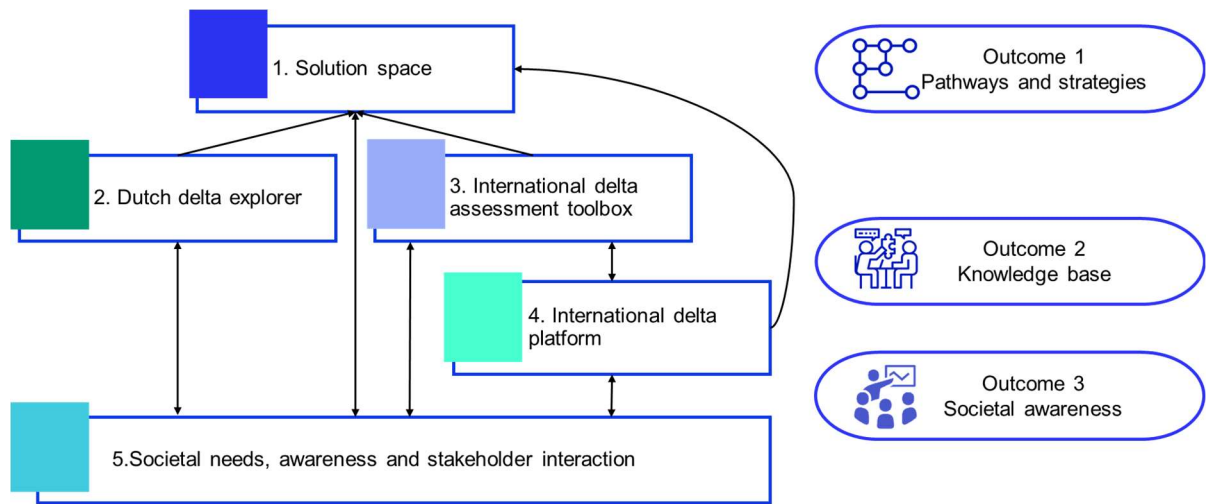 1. Solution space
2. Dutch delta explorer
3. International delta
assessment toolbox
4. International delta
platform
5.Societal needs, awareness and stakeholder interaction
Outcome 1
Pathways and strategies
Outcome 2
Knowledge base
Outcome 3
Societal awareness